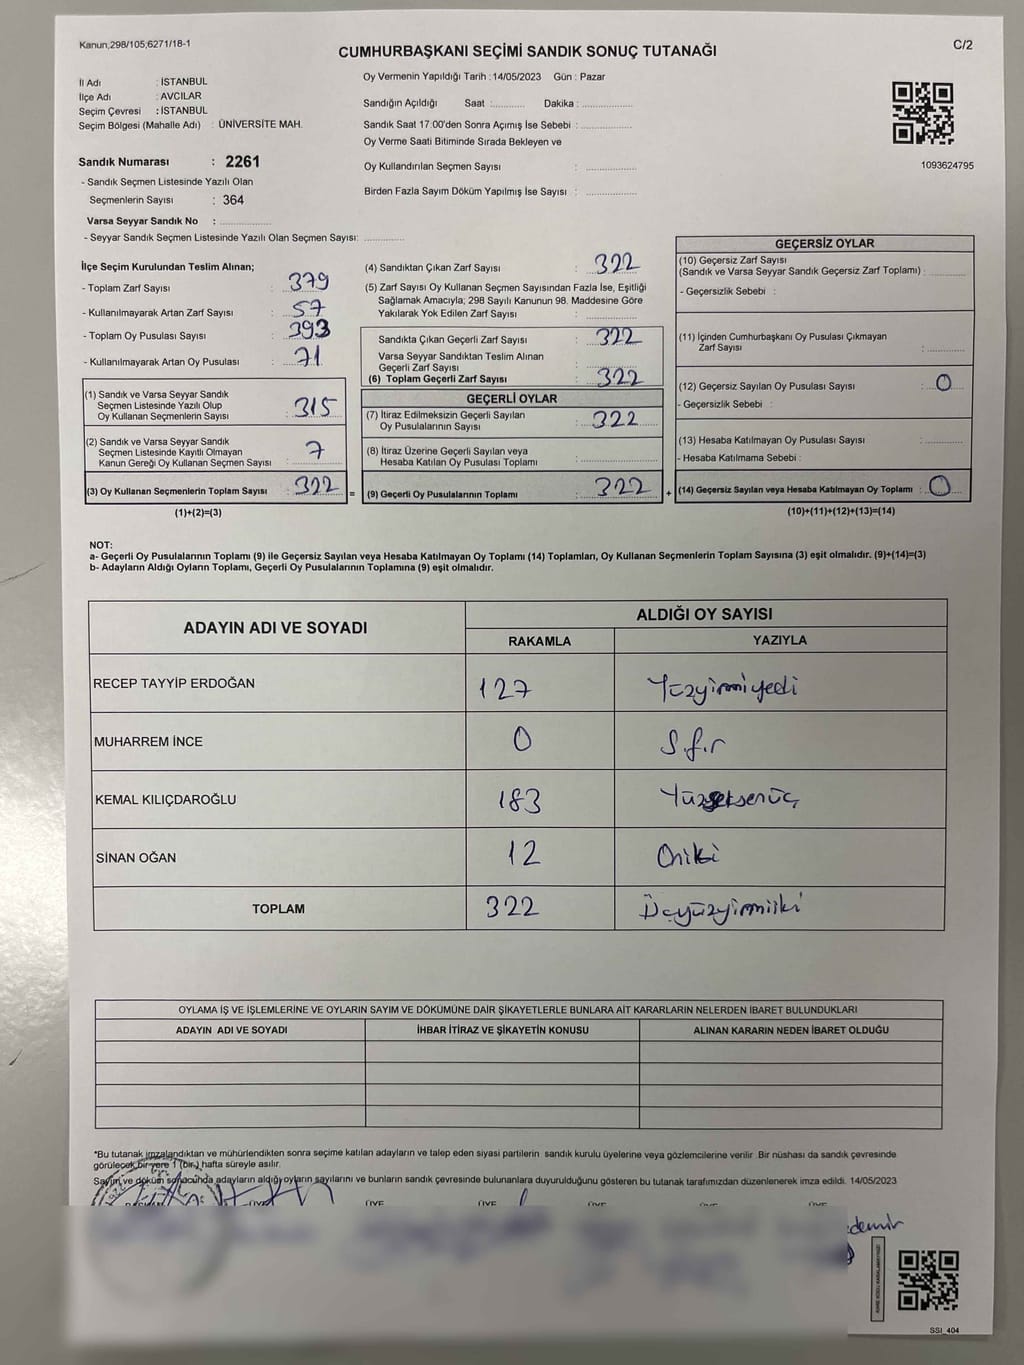 Kanun,298/105,6271/18-1
C/2
CUMHURBAŞKANI SEÇİMİ SANDIK SONUÇ TUTANAĞI
İl Adı : İSTANBUL
İlçe Adı : AVCILAR
Seçim Çevresi : İSTANBUL
Seçim Bölgesi (Mahalle Adı) : ÜNİVERSİTE MAH.
Oy Vermenin Yapıldığı Tarih : 14/05/2023 Gün : Pazar
Sandığın Açıldığı Saat :............ Dakika : ..................
Sandık Saat 17:00'den Sonra Açımış İse Sebebi : ..................
Oy Verme Saati Bitiminde Sırada Bekleyen ve
Oy Kullandırılan Seçmen Sayısı : ..................
Birden Fazla Sayım Döküm Yapılmış İse Sayısı : ..................
1093624795
Sandık Numarası : 2261
- Sandık Seçmen Listesinde Yazılı Olan
Seçmenlerin Sayısı : 364
Varsa Seyyar Sandık No : ..................
- Seyyar Sandık Seçmen Listesinde Yazılı Olan Seçmen Sayısı: ..............
İlçe Seçim Kurulundan Teslim Alınan;
- Toplam Zarf Sayısı : 379
- Kullanılmayarak Artan Zarf Sayısı : 57
- Toplam Oy Pusulası Sayısı : 393
- Kullanılmayarak Artan Oy Pusulası : 71
(1) Sandık ve Varsa Seyyar Sandık
Seçmen Listesinde Yazılı Olup
Oy Kullanan Seçmenlerin Sayısı : 315
(2) Sandık ve Varsa Seyyar Sandık
Seçmen Listesinde Kayıtlı Olmayan
Kanun Gereği Oy Kullanan Seçmen Sayısı : 7
(3) Oy Kullanan Seçmenlerin Toplam Sayısı : 322 =
(1)+(2)=(3)
(4) Sandıktan Çıkan Zarf Sayısı : 322
(5) Zarf Sayısı Oy Kullanan Seçmen Sayısından Fazla İse, Eşitliği
Sağlamak Amacıyla; 298 Sayılı Kanunun 98. Maddesine Göre
Yakılarak Yok Edilen Zarf Sayısı : ..................
Sandıkta Çıkan Geçerli Zarf Sayısı : 322
Varsa Seyyar Sandıktan Teslim Alınan
Geçerli Zarf Sayısı : ..................
(6) Toplam Geçerli Zarf Sayısı : 322
GEÇERLİ OYLAR
(7) İtiraz Edilmeksizin Geçerli Sayılan
Oy Pusulalarının Sayısı : 322
(8) İtiraz Üzerine Geçerli Sayılan veya
Hesaba Katılan Oy Pusulası Toplamı : ..................
(9) Geçerli Oy Pusulalarının Toplamı : 322 +
GEÇERSİZ OYLAR
(10) Geçersiz Zarf Sayısı
(Sandık ve Varsa Seyyar Sandık Geçersiz Zarf Toplamı) : ............
- Geçersizlik Sebebi :
(11) İçinden Cumhurbaşkanı Oy Pusulası Çıkmayan
Zarf Sayısı : ............
(12) Geçersiz Sayılan Oy Pusulası Sayısı : 0
- Geçersizlik Sebebi :
(13) Hesaba Katılmayan Oy Pusulası Sayısı : ............
- Hesaba Katılmama Sebebi :
(14) Geçersiz Sayılan veya Hesaba Katılmayan Oy Toplamı : 0
(10)+(11)+(12)+(13)=(14)
NOT:
a- Geçerli Oy Pusulalarının Toplamı (9) ile Geçersiz Sayılan veya Hesaba Katılmayan Oy Toplamı (14) Toplamları, Oy Kullanan Seçmenlerin Toplam Sayısına (3) eşit olmalıdır. (9)+(14)=(3)
b- Adayların Aldığı Oyların Toplamı, Geçerli Oy Pusulalarının Toplamına (9) eşit olmalıdır.
ADAYIN ADI VE SOYADI
ALDIĞI OY SAYISI
RAKAMLA YAZIYLA
RECEP TAYYİP ERDOĞAN 127 Yüzyirmiyedi
MUHARREM İNCE 0 Sıfır
KEMAL KILIÇDAROĞLU 183 Yüzseksenüç
SİNAN OĞAN 12 Oniki
TOPLAM 322 Üçyüzyirmiiki
OYLAMA İŞ VE İŞLEMLERİNE VE OYLARIN SAYIM VE DÖKÜMÜNE DAİR ŞİKAYETLERLE BUNLARA AİT KARARLARIN NELERDEN İBARET BULUNDUKLARI
ADAYIN ADI VE SOYADI İHBAR İTİRAZ VE ŞİKAYETİN KONUSU ALINAN KARARIN NEDEN İBARET OLDUĞU
*Bu tutanak imzalandıktan ve mühürlendikten sonra seçime katılan adayların ve talep eden siyasi partilerin sandık kurulu üyelerine veya gözlemcilerine verilir. Bir nüshası da sandık çevresinde
görülecek bir yere 1 (bir) hafta süreyle asılır.
Sayım ve döküm sonucunda adayların aldığı oyların sayılarını ve bunların sandık çevresinde bulunanlara duyurulduğunu gösteren bu tutanak tarafımızdan düzenlenerek imza edildi. 14/05/2023
BAŞKAN ÜYE ÜYE ÜYE ÜYE ÜYE ÜYE
demir
SSI_404